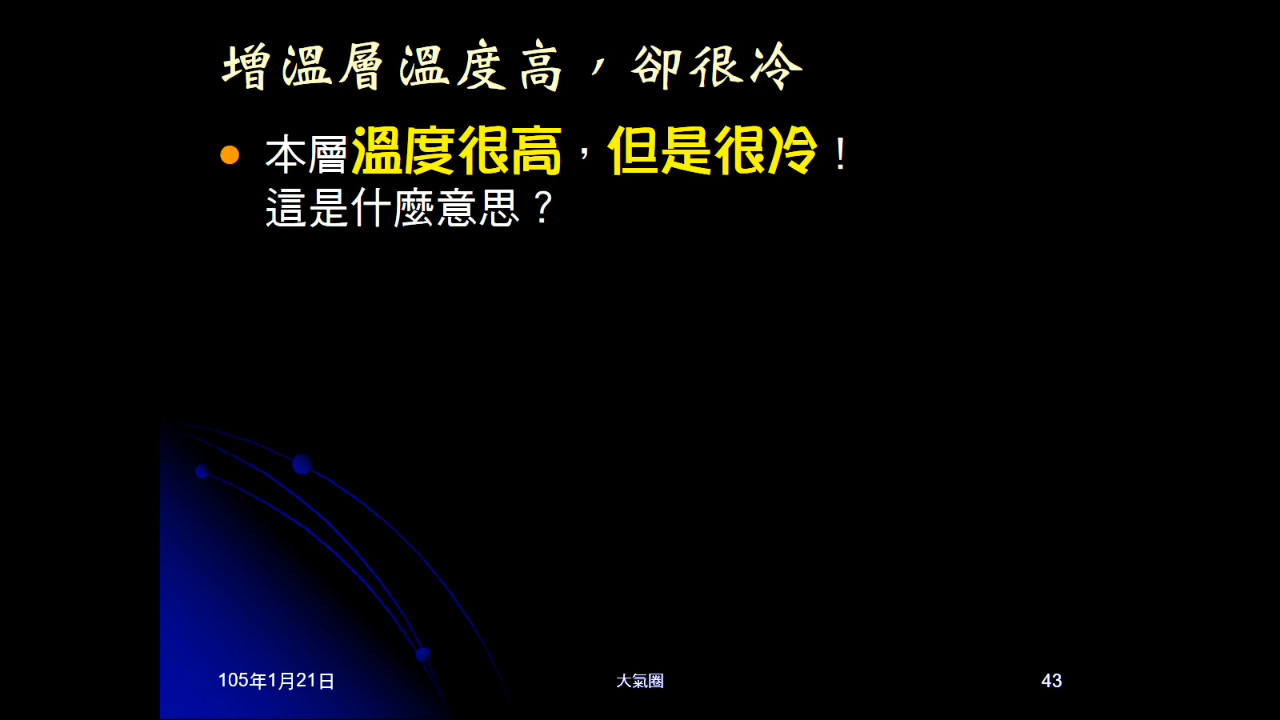 增溫層溫度高，卻很冷
本層溫度很高，但是很冷！
這是什麼意思？
105年1月21日
大氣圈
43